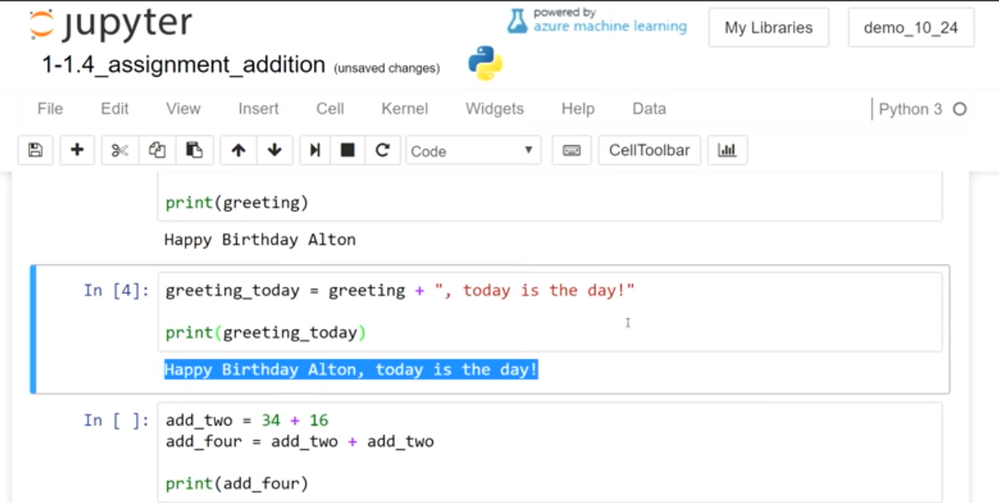 jupyter
powered by
azure machine learning
My Libraries
demo_10_24
1-1.4_assignment_addition (unsaved changes)
File Edit View Insert Cell Kernel Widgets Help Data Python 3
Code CellToolbar
print(greeting)
Happy Birthday Alton
In [4]: greeting_today = greeting + ", today is the day!"
print(greeting_today)
Happy Birthday Alton, today is the day!
In [ ]: add_two = 34 + 16
add_four = add_two + add_two
print(add_four)